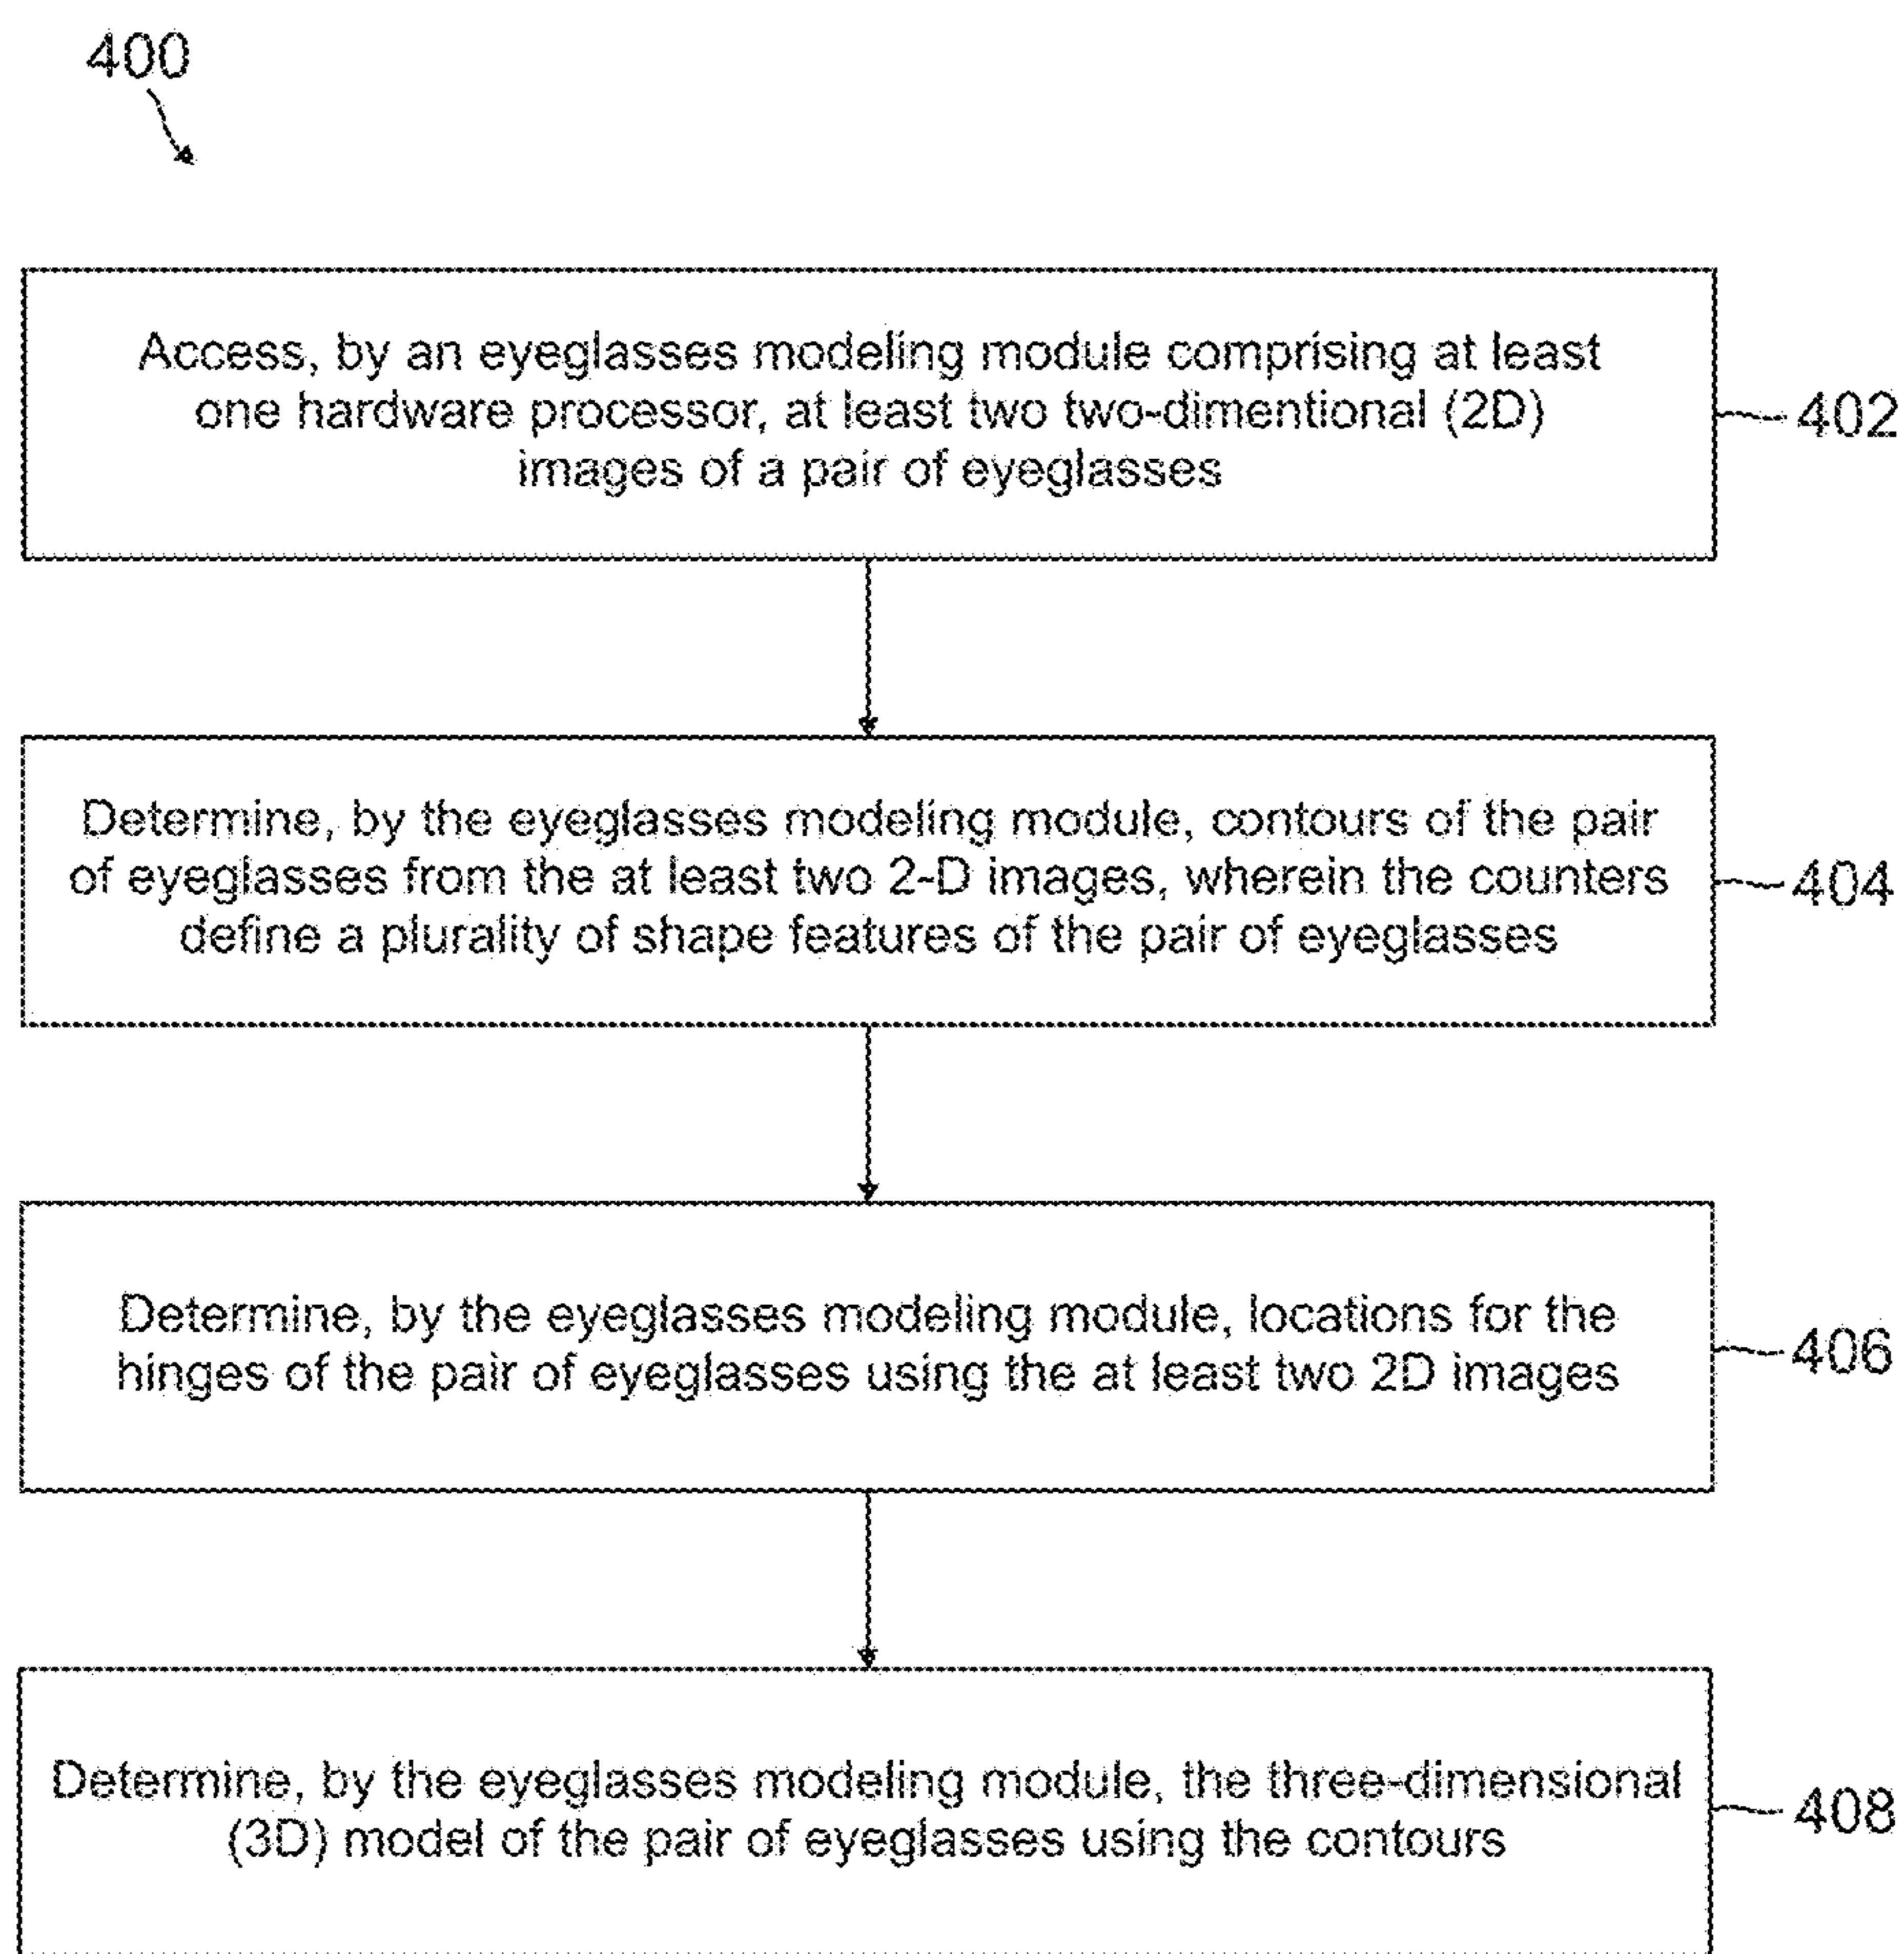 400
Access, by an eyeglasses modeling module comprising at least
one hardware processor, at least two two-dimentional (2D)
images of a pair of eyeglasses
402
Determine, by the eyeglasses modeling module, contours of the pair
of eyeglasses from the at least two 2-D images, wherein the counters
define a plurality of shape features of the pair of eyeglasses
404
Determine, by the eyeglasses modeling module, locations for the
hinges of the pair of eyeglasses using the at least two 2D images
406
Determine, by the eyeglasses modeling module, the three-dimensional
(3D) model of the pair of eyeglasses using the contours
408